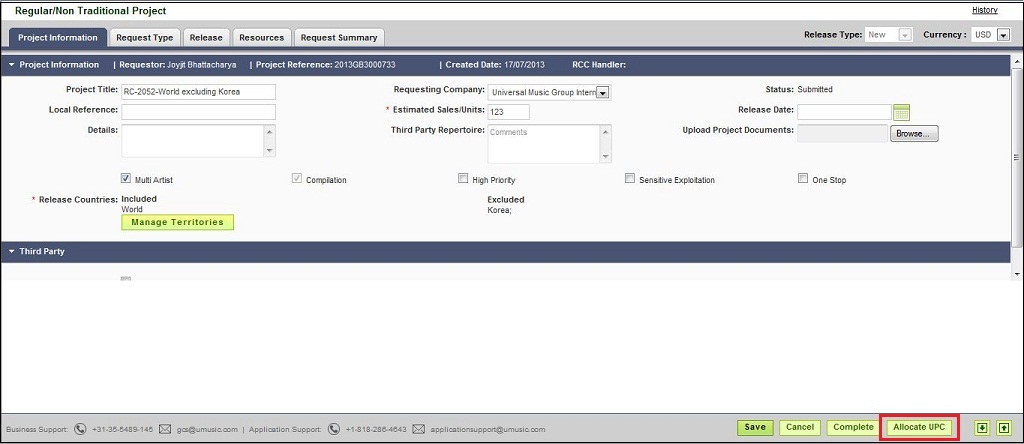 Regular/Non Traditional Project History
Project Information Request Type Release Resources Request Summary Release Type: New Currency: USD
Project Information | Requestor: Joyjit Bhattacharya | Project Reference: 2013GB3000733 | Created Date: 17/07/2013 RCC Handler:
Project Title: RC-2052-World excluding Korea Requesting Company: Universal Music Group Intern Status: Submitted
Local Reference: * Estimated Sales/Units: 123 Release Date:
Details: Third Party Repertoire: Comments Upload Project Documents: Browse...
Multi Artist Compilation High Priority Sensitive Exploitation One Stop
* Release Countries: Included Excluded
World Korea;
Manage Territories
Third Party
Business Support: +31-35-5489-145 gcs@umusic.com | Application Support: +1-818-286-4643 applicationsupport@umusic.com Save Cancel Complete Allocate UPC